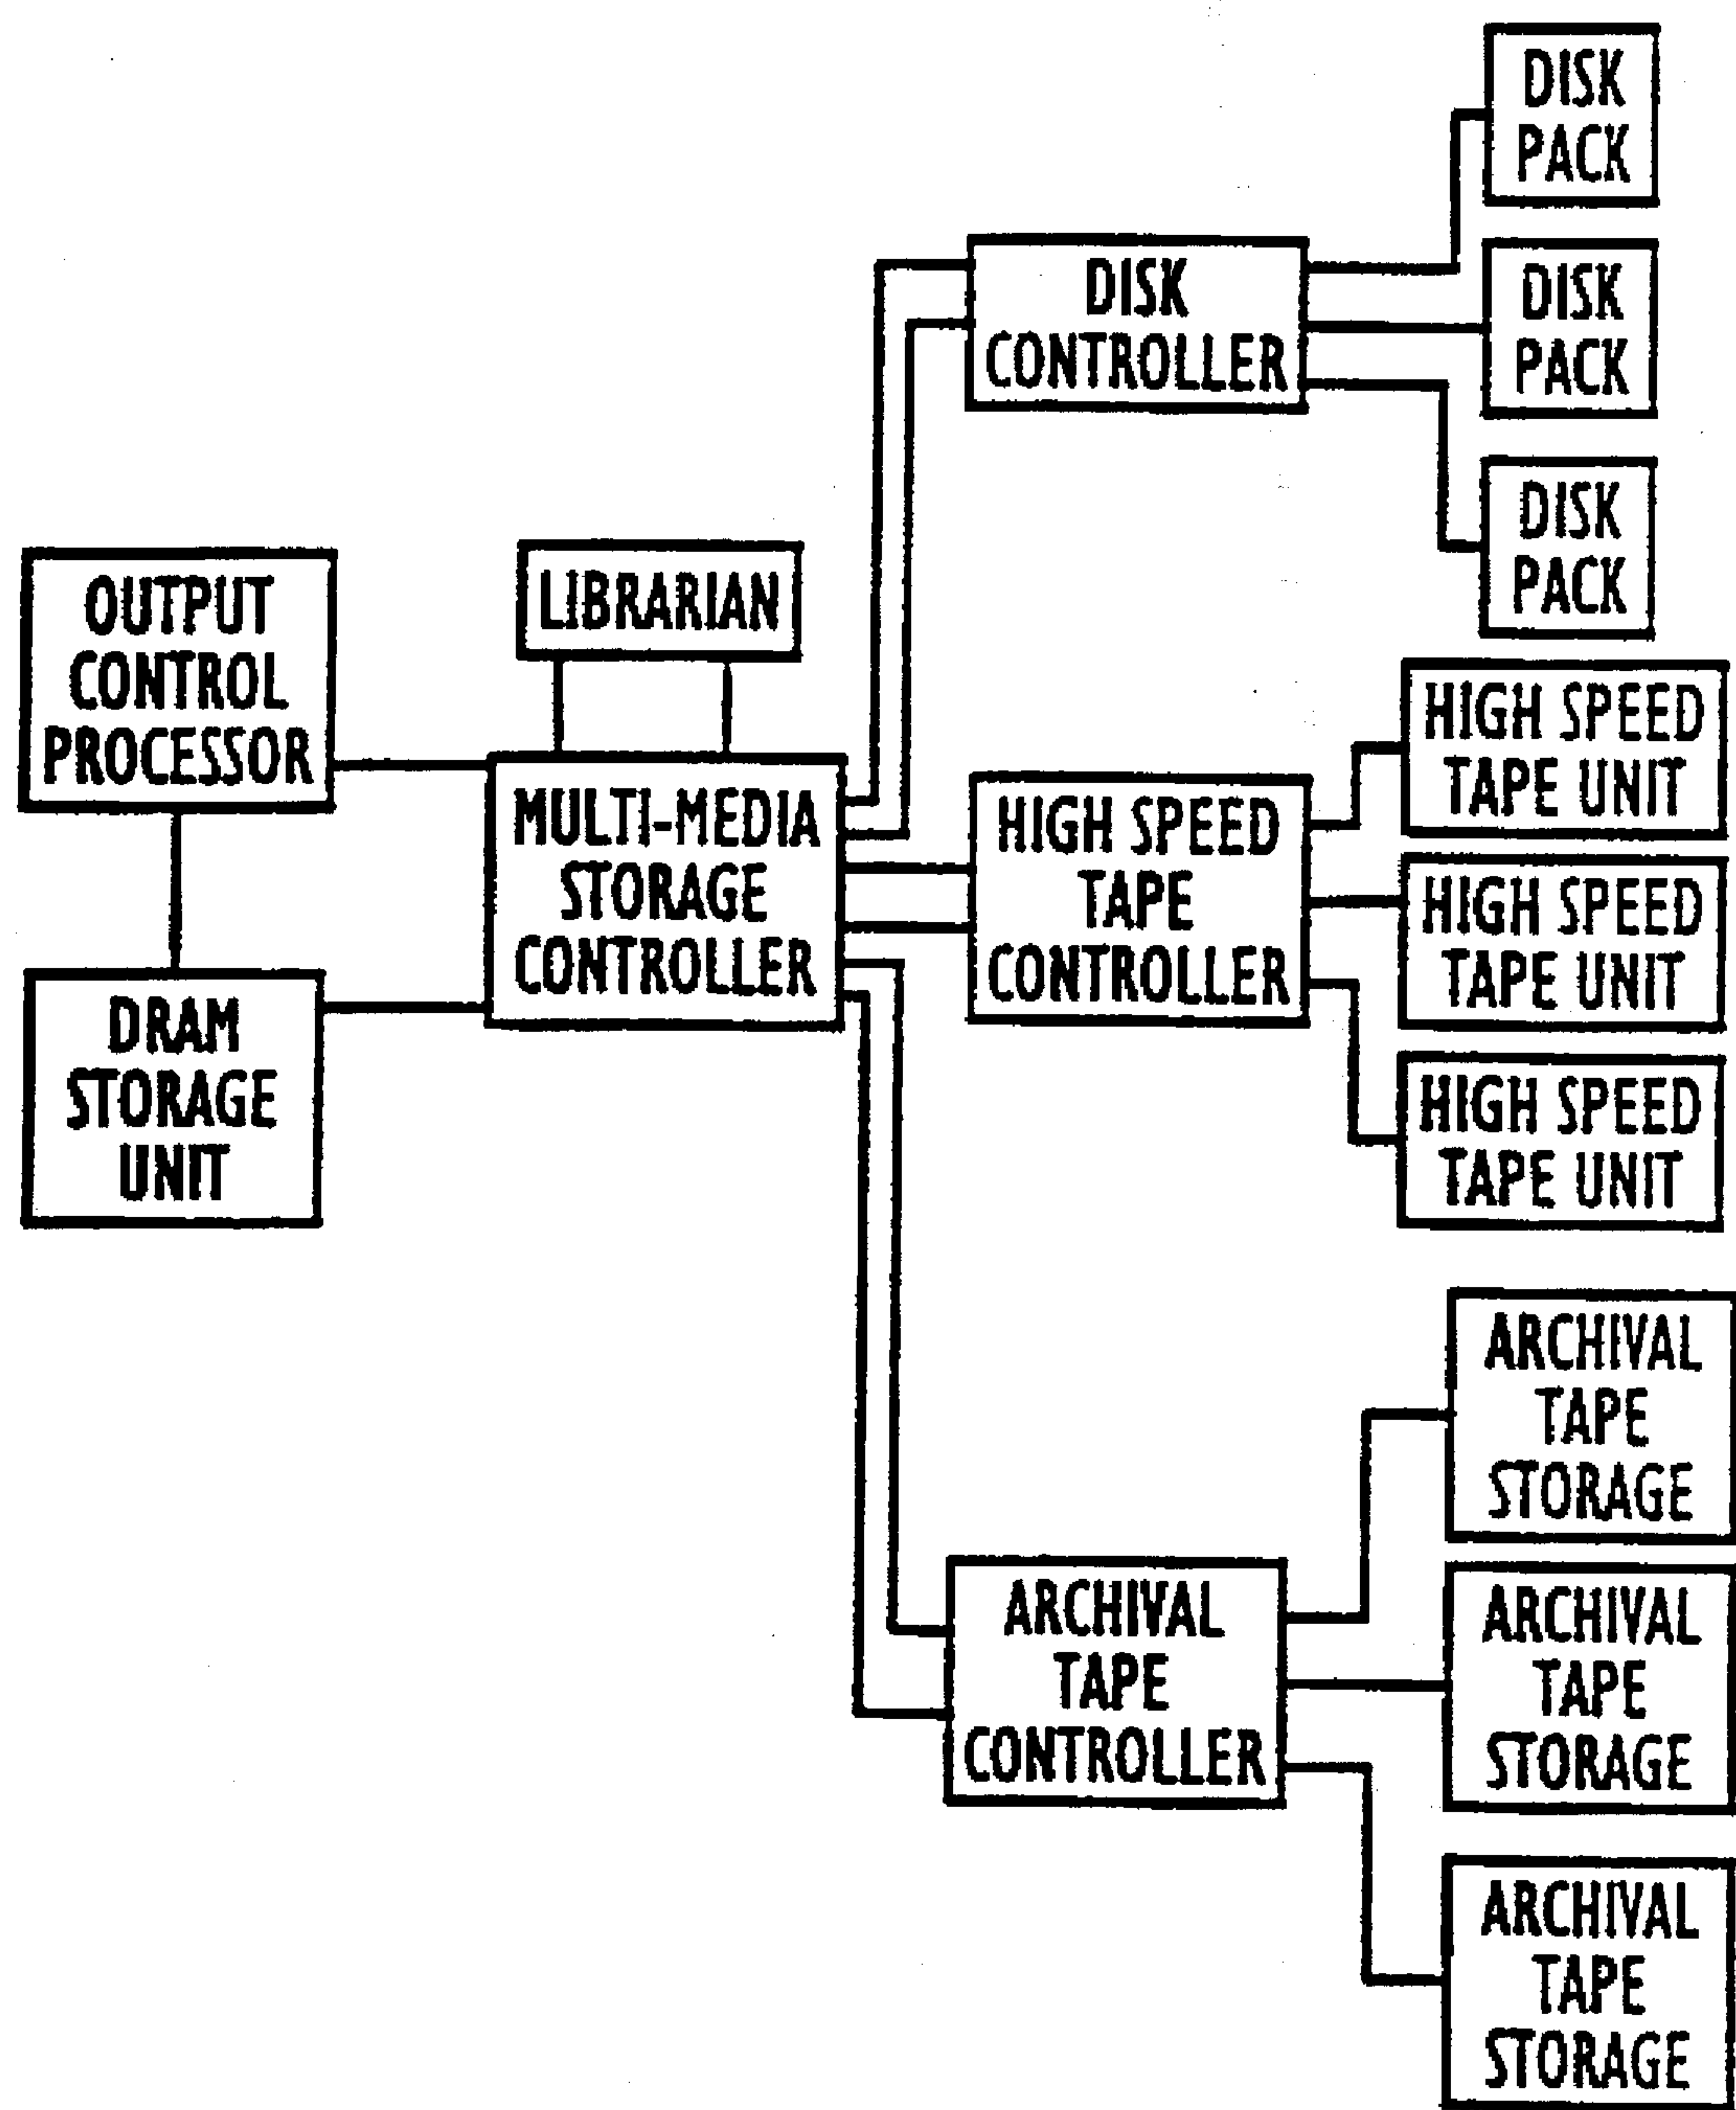 DISK
PACK
DISK
CONTROLLER
DISK
PACK
DISK
PACK
OUTPUT
CONTROL
PROCESSOR
LIBRARIAN
MULTI-MEDIA
STORAGE
CONTROLLER
DRAM
STORAGE
UNIT
HIGH SPEED
TAPE
CONTROLLER
HIGH SPEED
TAPE UNIT
HIGH SPEED
TAPE UNIT
HIGH SPEED
TAPE UNIT
ARCHIVAL
TAPE
CONTROLLER
ARCHIVAL
TAPE
STORAGE
ARCHIVAL
TAPE
STORAGE
ARCHIVAL
TAPE
STORAGE